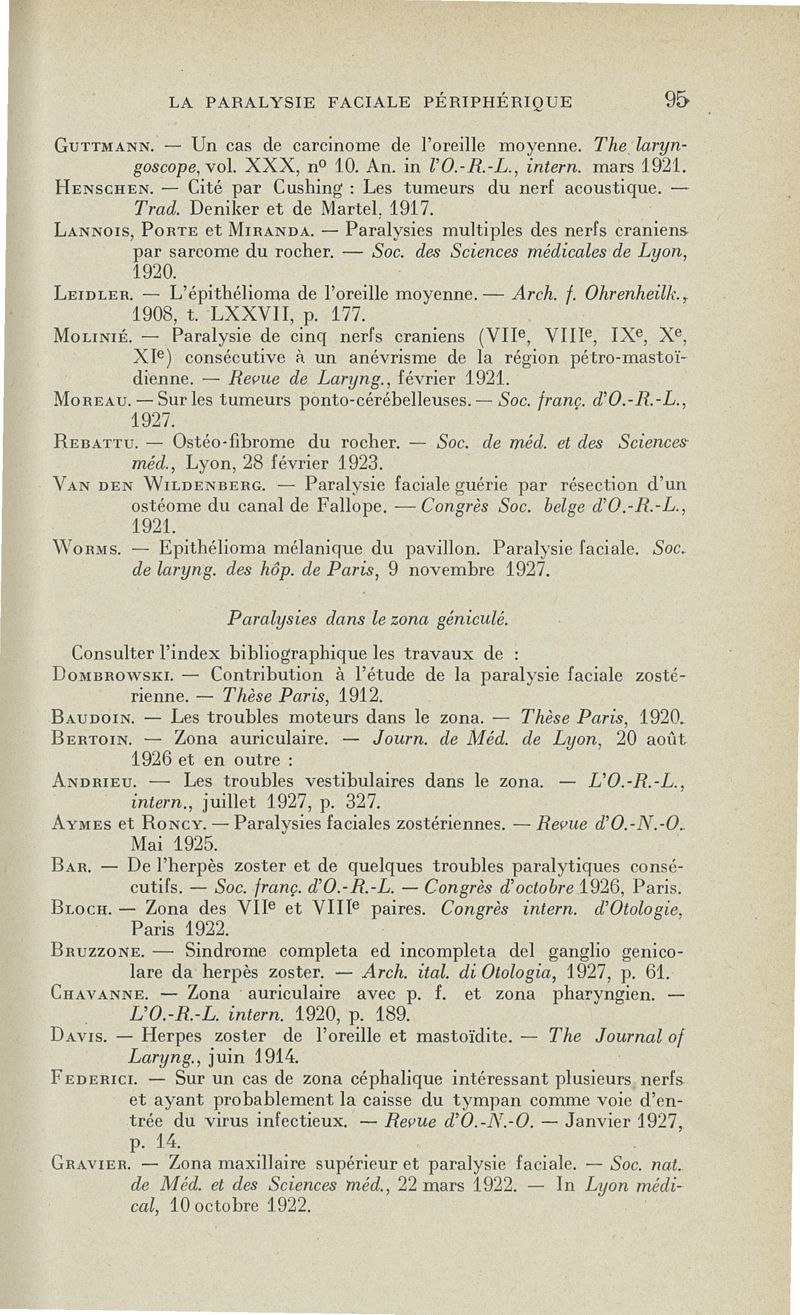 LA PARALYSIE FACIALE PÉRIPHÉRIQUE 95
GUTTMANN. — Un cas de carcinome de l'oreille moyenne. The laryn-
goscope, vol. XXX, nº 10. An. in l'O.-R.-L., intern. mars 1921.
HENSCHEN. — Cité par Cushing : Les tumeurs du nerf acoustique. —
Trad. Deniker et de Martel, 1917.
LANNOIS, PORTE et MIRANDA. — Paralysies multiples des nerfs craniens
par sarcome du rocher. — Soc. des Sciences médicales de Lyon,
1920.
LEIDLER. — L'épithélioma de l'oreille moyenne. — Arch. f. Ohrenheilk.,
1908, t. LXXVII, p. 177.
MOLINIÉ. — Paralysie de cinq nerfs craniens (VIIe, VIIIe, IXe, Xe,
XIe) consécutive à un anévrisme de la région pétro-mastoï-
dienne. — Revue de Laryng., février 1921.
MOREAU. — Sur les tumeurs ponto-cérébelleuses. — Soc. franç. d'O.-R.-L.,
1927.
REBATTU. — Ostéo-fibrome du rocher. — Soc. de méd. et des Sciences
méd., Lyon, 28 février 1923.
VAN DEN WILDENBERG. — Paralysie faciale guérie par résection d'un
ostéome du canal de Fallope. — Congrès Soc. belge d'O.-R.-L.,
1921.
WORMS. — Epithélioma mélanique du pavillon. Paralysie faciale. Soc.
de laryng. des hôp. de Paris, 9 novembre 1927.
Paralysies dans le zona géniculé.
Consulter l'index bibliographique les travaux de :
DOMBROWSKI. — Contribution à l'étude de la paralysie faciale zosté-
rienne. — Thèse Paris, 1912.
BAUDOIN. — Les troubles moteurs dans le zona. — Thèse Paris, 1920.
BERTOIN. — Zona auriculaire. — Journ. de Méd. de Lyon, 20 août
1926 et en outre :
ANDRIEU. — Les troubles vestibulaires dans le zona. — L'O.-R.-L.,
intern., juillet 1927, p. 327.
AYMES et RONCY. — Paralysies faciales zostériennes. — Revue d'O.-N.-O.
Mai 1925.
BAR. — De l'herpès zoster et de quelques troubles paralytiques consé-
cutifs. — Soc. franç. d'O.-R.-L. — Congrès d'octobre 1926, Paris.
BLOCH. — Zona des VIIe et VIIIe paires. Congrès intern. d'Otologie,
Paris 1922.
BRUZZONE. — Sindrome completa ed incompleta del ganglio genico-
lare da herpès zoster. — Arch. ital. di Otologia, 1927, p. 61.
CHAVANNE. — Zona auriculaire avec p. f. et zona pharyngien. —
L'O.-R.-L. intern. 1920, p. 189.
DAVIS. — Herpes zoster de l'oreille et mastoïdite. — The Journal of
Laryng., juin 1914.
FEDERICI. — Sur un cas de zona céphalique intéressant plusieurs nerfs
et ayant probablement la caisse du tympan comme voie d'en-
trée du virus infectieux. — Revue d'O.-N.-O. — Janvier 1927,
p. 14.
GRAVIER. — Zona maxillaire supérieur et paralysie faciale. — Soc. nat.
de Méd. et des Sciences méd., 22 mars 1922. — In Lyon médi-
cal, 10 octobre 1922.